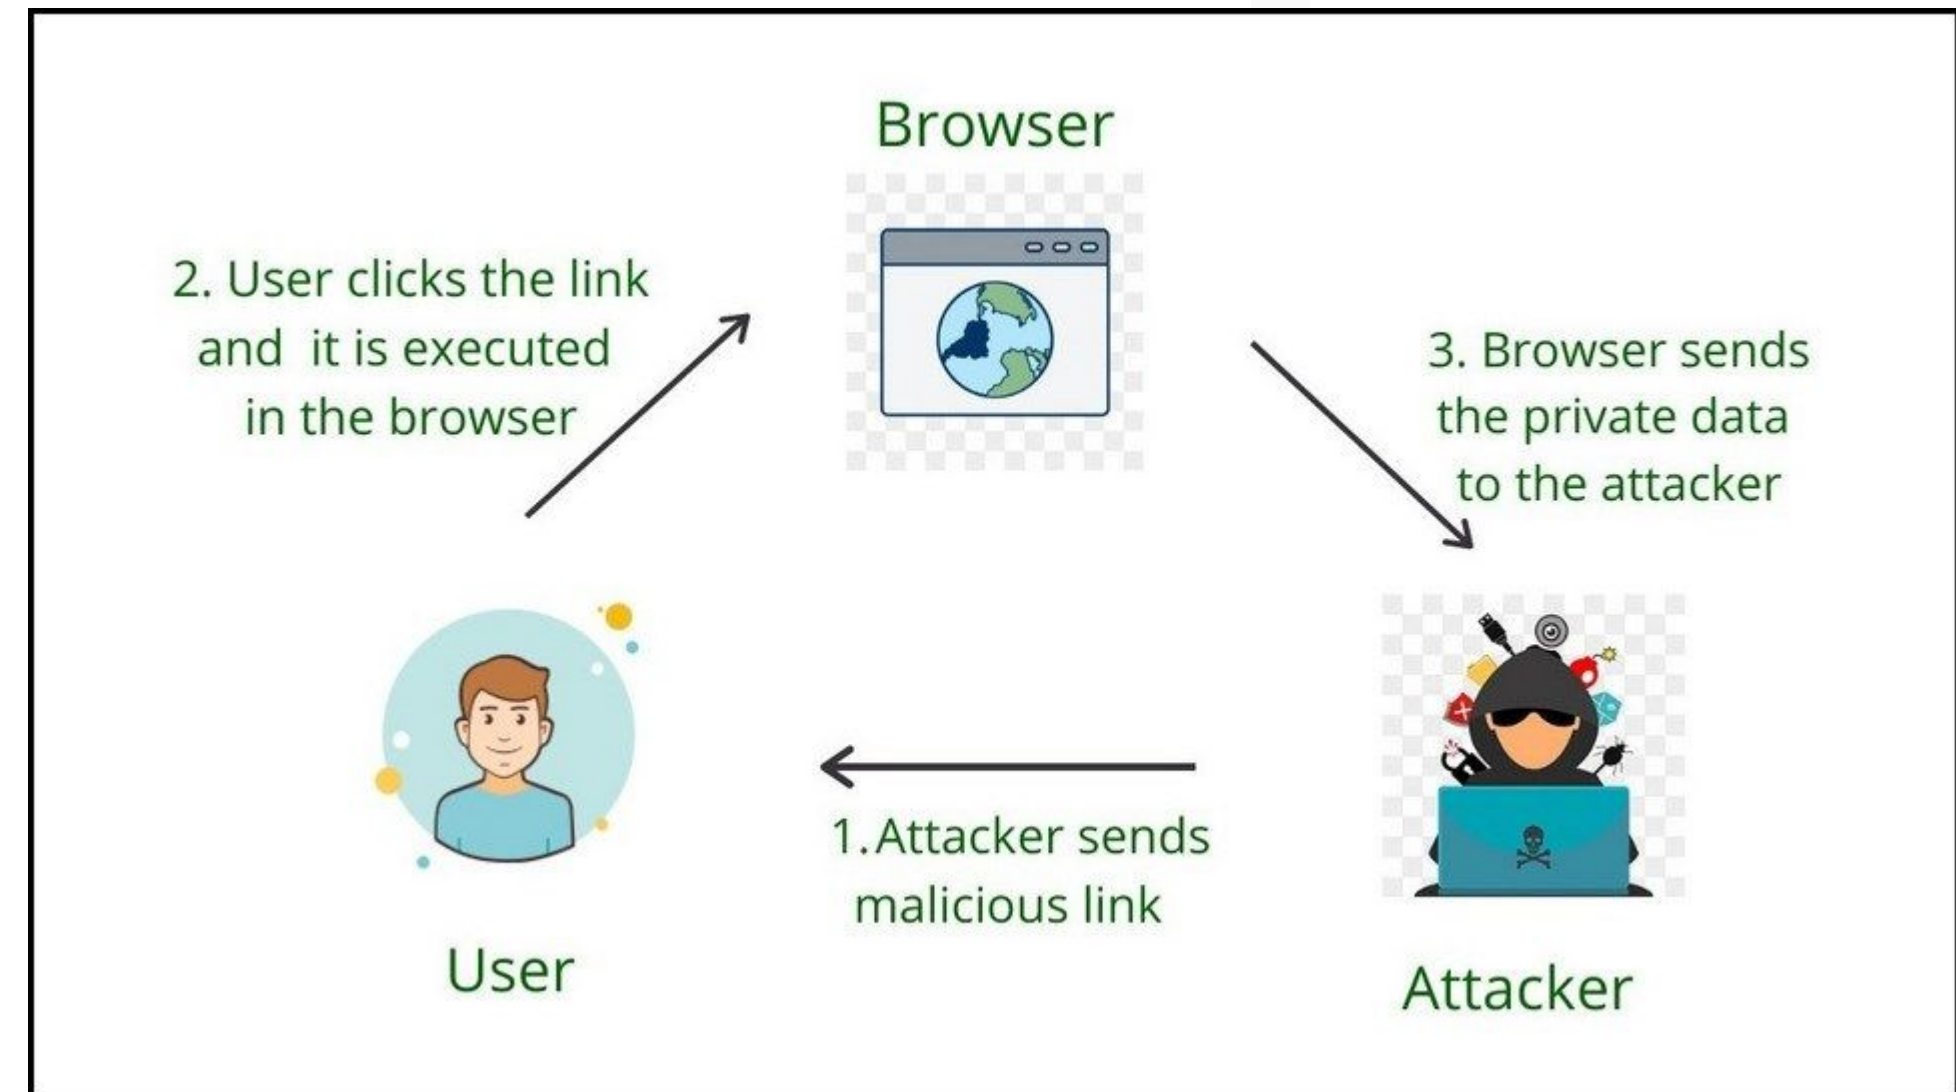 Browser
2. User clicks the link
and it is executed
in the browser
3. Browser sends
the private data
to the attacker
1. Attacker sends
malicious link
User
Attacker